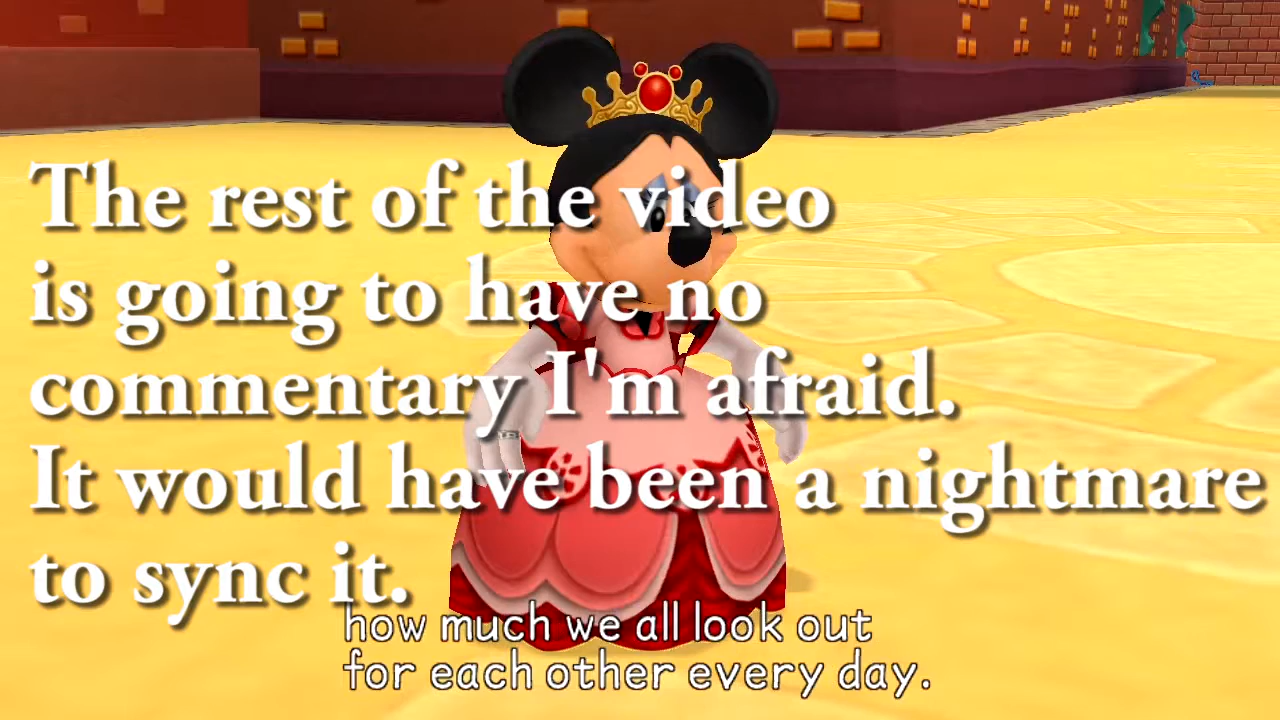 The rest of the video
is going to have no
commentary I'm afraid.
It would have been a nightmare
to sync it.
how much we all look out
for each other every day.